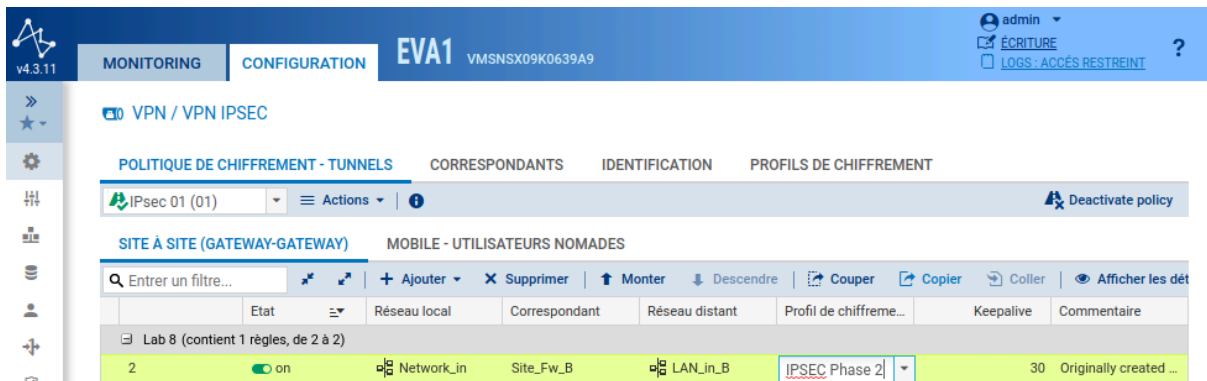 admin
ÉCRITURE
LOGS : ACCÈS RESTREINT
?
v4.3.11
MONITORING CONFIGURATION EVA1 VMSNSX09K0639A9
VPN / VPN IPSEC
POLITIQUE DE CHIFFREMENT - TUNNELS CORRESPONDANTS IDENTIFICATION PROFILS DE CHIFFREMENT
IPsec 01 (01) Actions Deactivate policy
SITE À SITE (GATEWAY-GATEWAY) MOBILE - UTILISATEURS NOMADES
Entrer un filtre... Ajouter Supprimer Monter Descendre Couper Copier Coller Afficher les dét
Etat Réseau local Correspondant Réseau distant Profil de chiffreme... Keepalive Commentaire
Lab 8 (contient 1 règles, de 2 à 2)
2 on Network_in Site_Fw_B LAN_in_B IPSEC Phase 2 30 Originally created ...